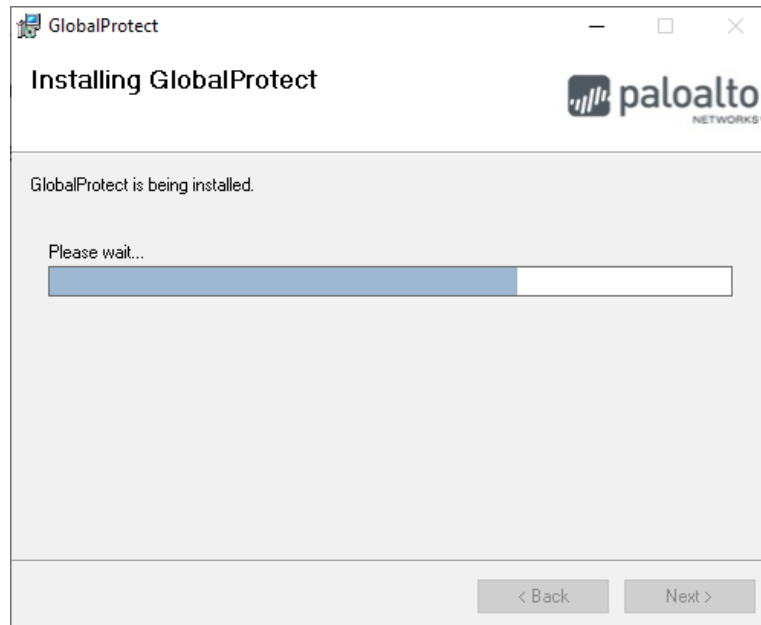 GlobalProtect
Installing GlobalProtect
paloalto
NETWORKS
GlobalProtect is being installed.
Please wait...
< Back
Next >